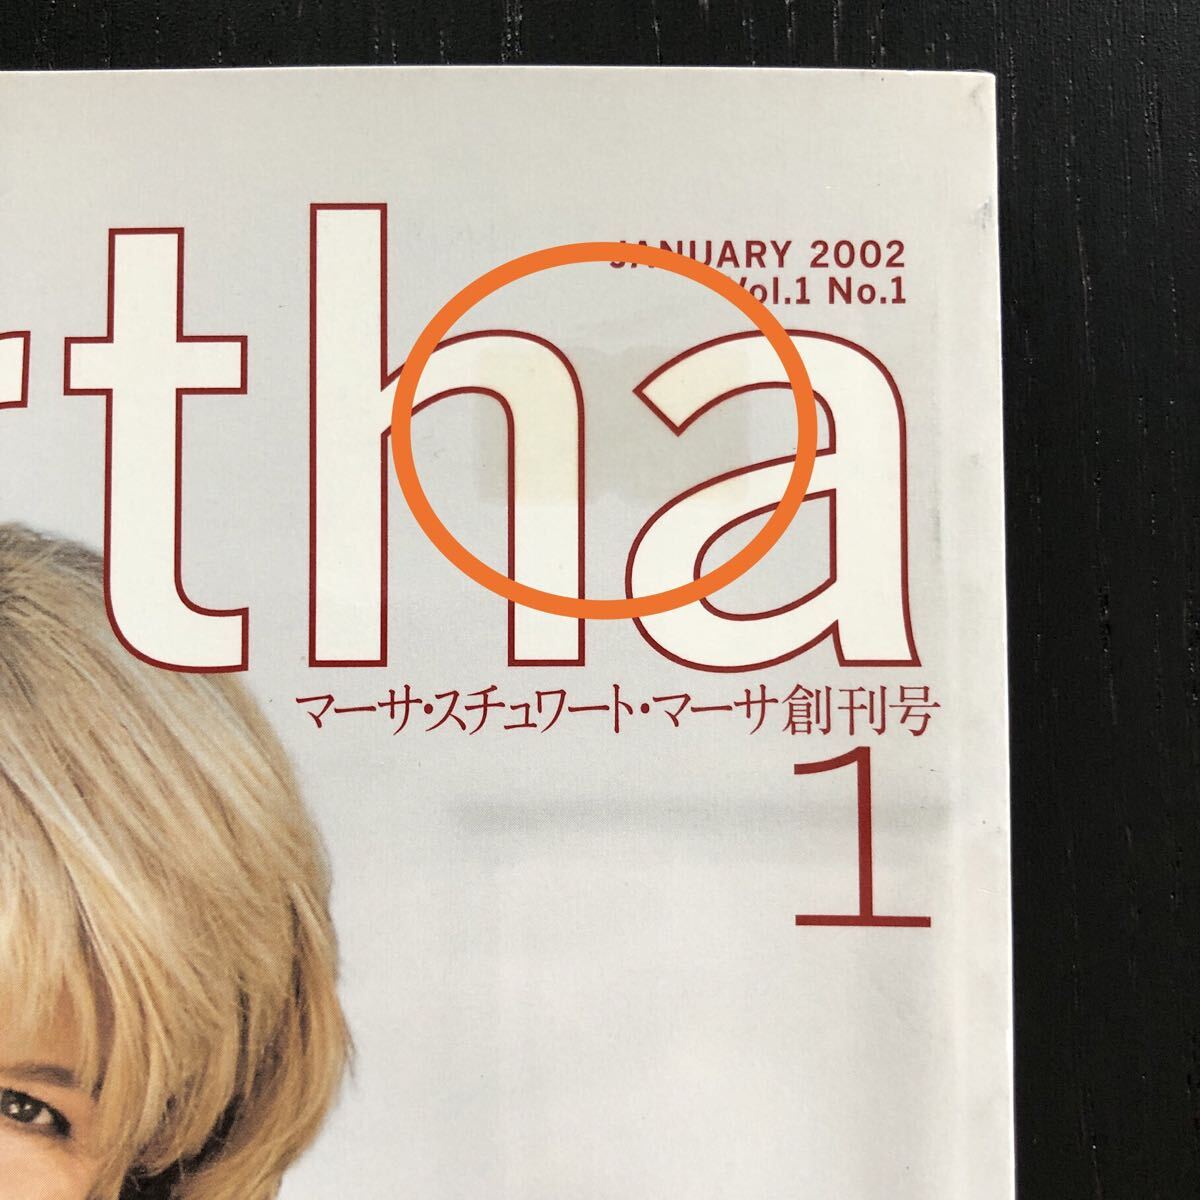 JANUARY 2002
Vol.1 No.1
rtha
マーサ・スチュワート・マーサ創刊号
1